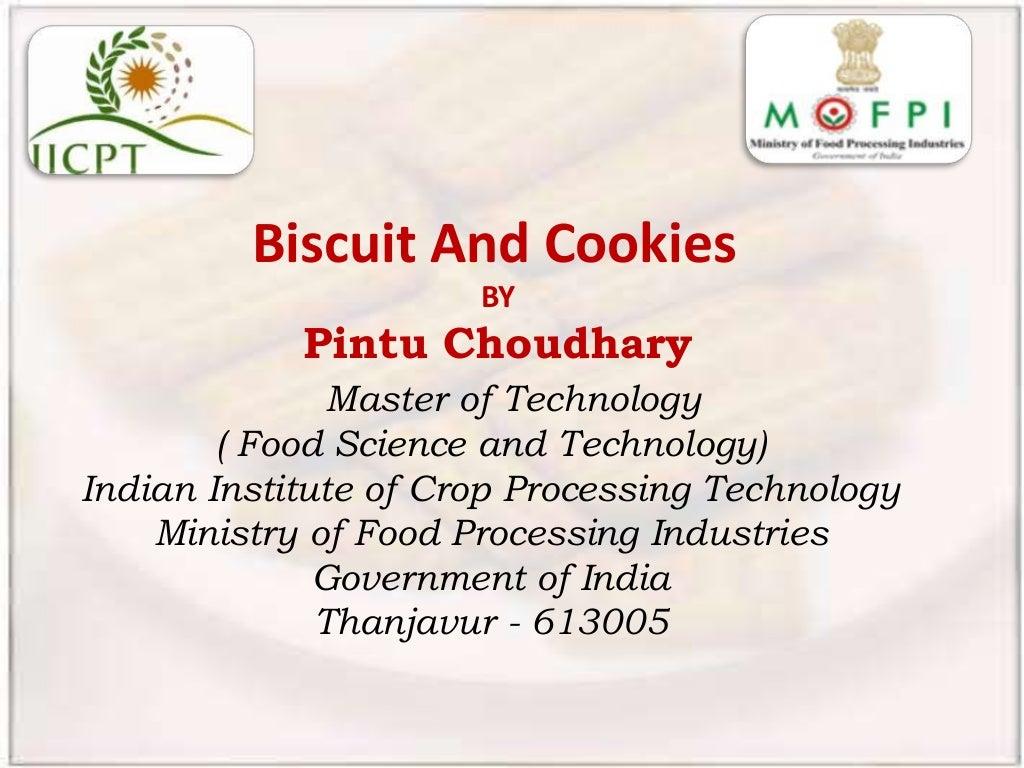 IICPT
M FPI
Ministry of Food Processing Industries
Government of India
Biscuit And Cookies
BY
Pintu Choudhary
Master of Technology
( Food Science and Technology)
Indian Institute of Crop Processing Technology
Ministry of Food Processing Industries
Government of India
Thanjavur - 613005